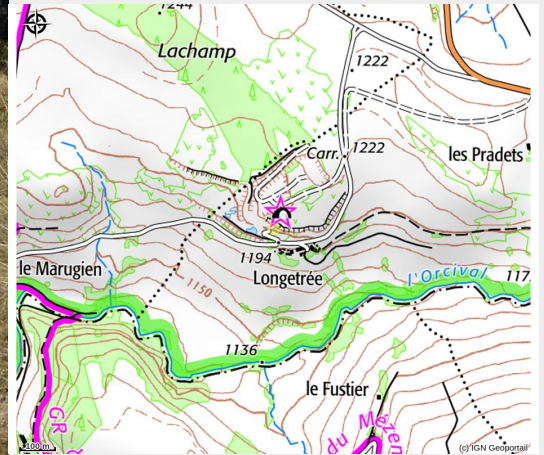 1244
Lachamp
1222
Carr.
1222
les Pradets
1194
le Marugien
Longetrée
l'Orcival
117
1150
1136
le Fustier
GR
du Mézen
100 m
(c) IGN Geoportail